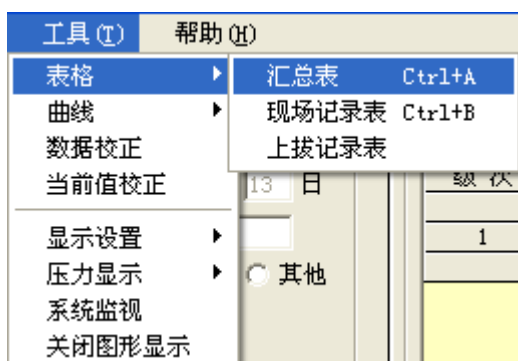 工具(T) 帮助(H)
表格 汇总表 Ctrl+A
曲线 现场记录表 Ctrl+B
数据校正 上拔记录表
当前值校正 13 日 级 次
显示设置 1
压力显示 其他
系统监视
关闭图形显示